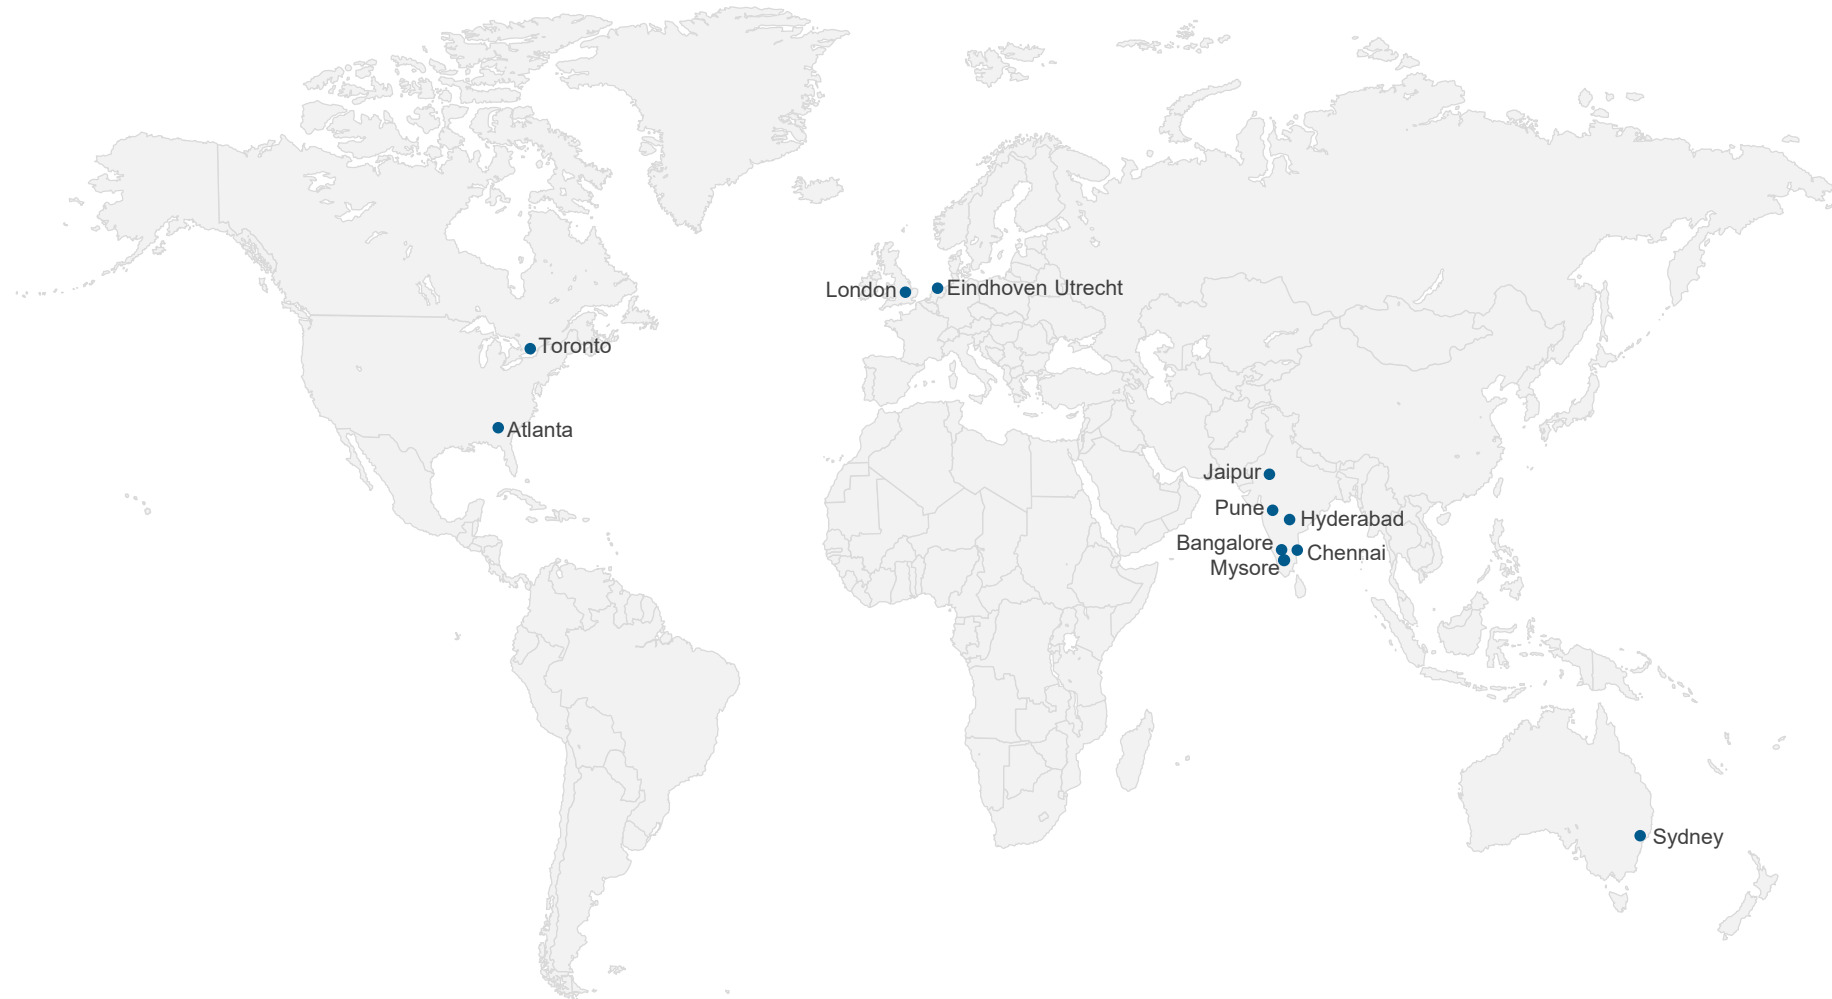 London
Eindhoven Utrecht
Toronto
Atlanta
Jaipur
Pune
Hyderabad
Bangalore
Chennai
Mysore
Sydney